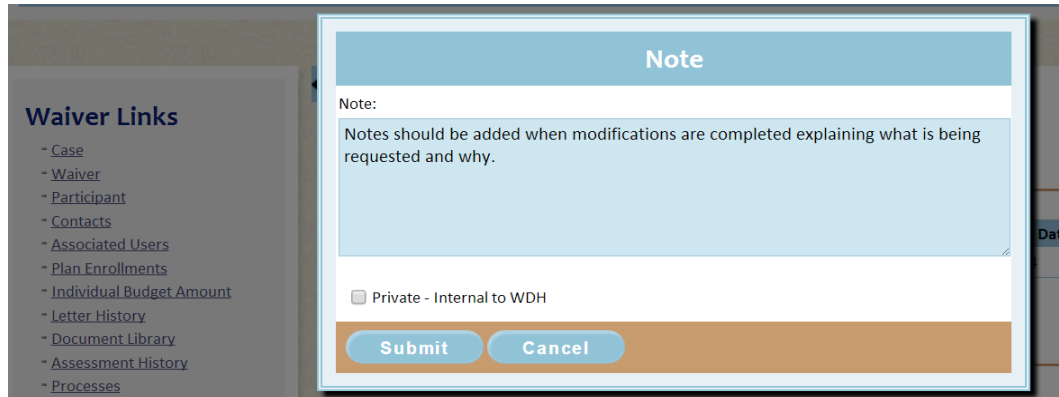 Note
Note:
Notes should be added when modifications are completed explaining what is being
requested and why.
Private - Internal to WDH
Submit Cancel
Waiver Links
- Case
- Waiver
- Participant
- Contacts
- Associated Users
- Plan Enrollments
- Individual Budget Amount
- Letter History
- Document Library
- Assessment History
- Processes